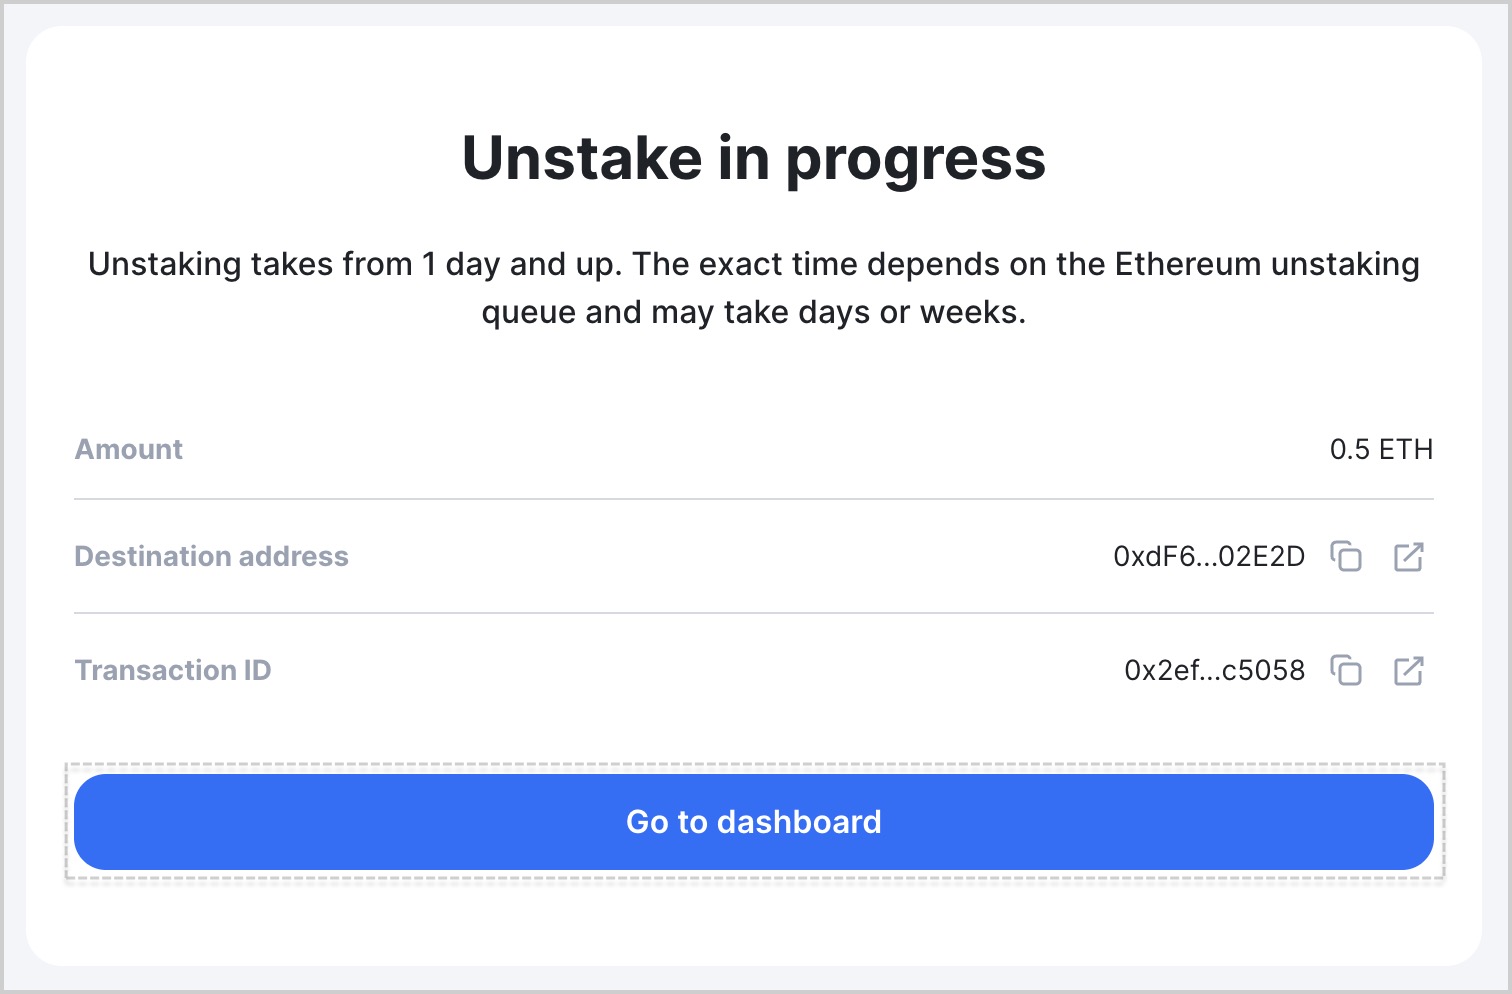 Unstake in progress
Unstaking takes from 1 day and up. The exact time depends on the Ethereum unstaking
queue and may take days or weeks.
Amount 0.5 ETH
Destination address 0xdF6...02E2D
Transaction ID 0x2ef...c5058
Go to dashboard